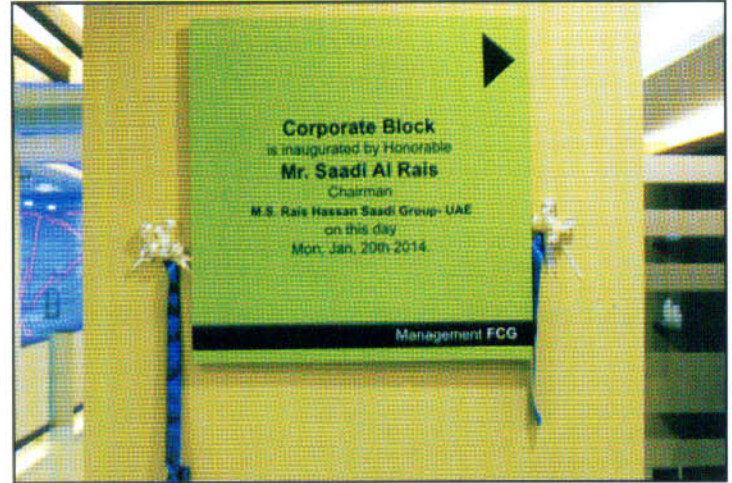 Corporate Block
is inaugurated by Honorable
Mr. Saadi Al Rais
Chairman
M.S. Rais Hassan Saadi Group- UAE
on this day
Mon, Jan, 20th 2014
Management FCG